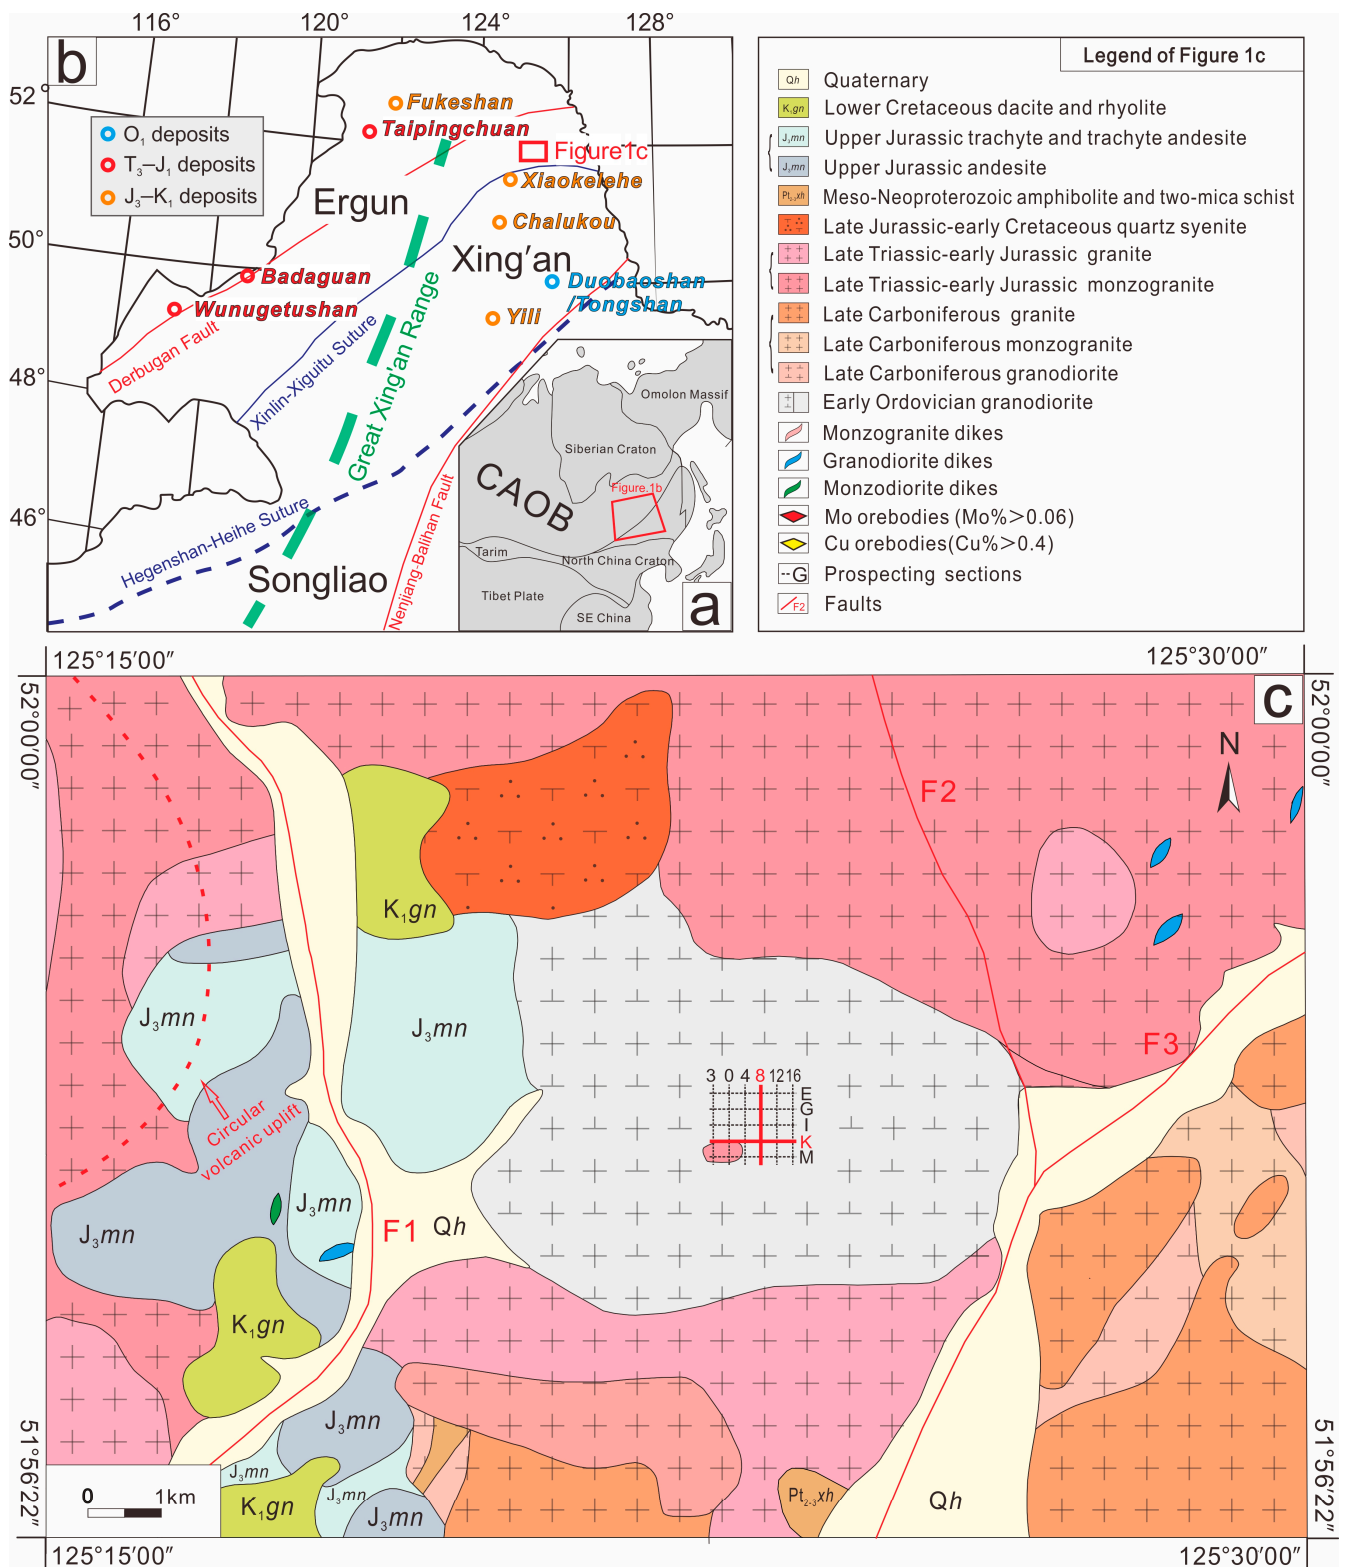 116°
120°
124°
128°
b
52°
50°
48°
46°
O₁ deposits
T₃–J₁ deposits
J₃–K₁ deposits
Fukeshan
Taipingchuan
Figure1c
Xiaokelehe
Ergun
Chalukou
Xing'an
Badaguan
Duobaoshan
/Tongshan
Wunugetushan
Yili
Derbugan Fault
Xinlin-Xiguitu Suture
Great Xing'an Range
Hegenshan-Heihe Suture
Nenjiang-Balihan Fault
Songliao
Omolon Massif
Siberian Craton
CAOB
Figure.1b
Tarim
North China Craton
Tibet Plate
SE China
a
Legend of Figure 1c
Qh Quaternary
K₁gn Lower Cretaceous dacite and rhyolite
J₃mn Upper Jurassic trachyte and trachyte andesite
J₃mn Upper Jurassic andesite
Pt₂₋₃xh Meso-Neoproterozoic amphibolite and two-mica schist
Late Jurassic-early Cretaceous quartz syenite
Late Triassic-early Jurassic granite
Late Triassic-early Jurassic monzogranite
Late Carboniferous granite
Late Carboniferous monzogranite
Late Carboniferous granodiorite
Early Ordovician granodiorite
Monzogranite dikes
Granodiorite dikes
Monzodiorite dikes
Mo orebodies (Mo%>0.06)
Cu orebodies(Cu%>0.4)
--G Prospecting sections
F2 Faults
125°15′00″
125°30′00″
52°00′00″
52°00′00″
C
N
F2
K₁gn
J₃mn
J₃mn
F3
3 0 4 8 12 16
E
G
I
K
M
Circular
volcanic uplift
J₃mn
J₃mn
F1
Qh
K₁gn
J₃mn
J₃mn
K₁gn
J₃mn
J₃mn
Pt₂₋₃xh
Qh
0 1km
51°56′22″
51°56′22″
125°15′00″
125°30′00″